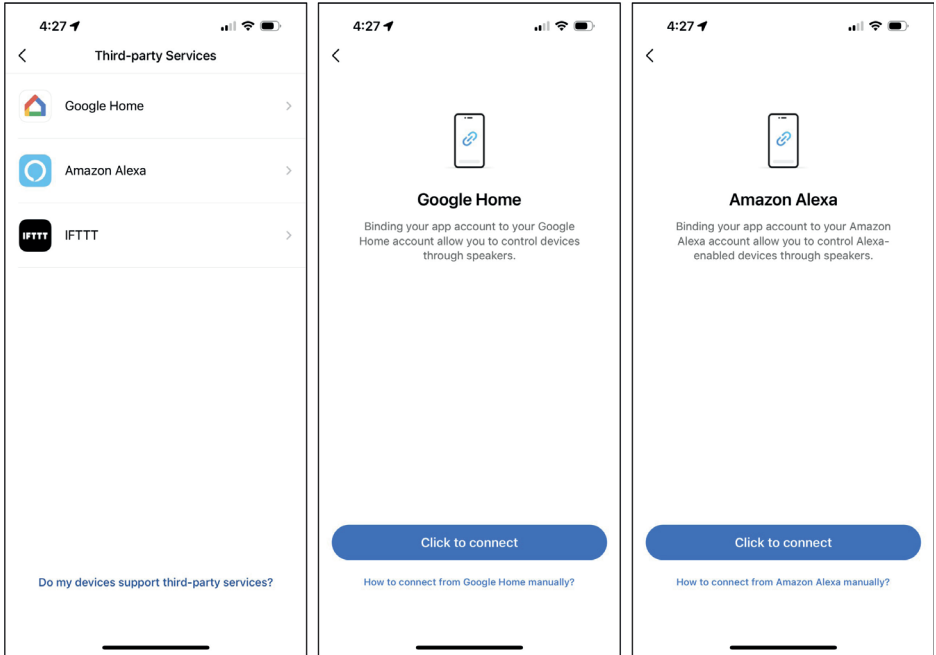 4:27
Third-party Services
Google Home
Amazon Alexa
IFTTT IFTTT
Do my devices support third-party services?
4:27
Google Home
Binding your app account to your Google
Home account allow you to control devices
through speakers.
Click to connect
How to connect from Google Home manually?
4:27
Amazon Alexa
Binding your app account to your Amazon
Alexa account allow you to control Alexa-
enabled devices through speakers.
Click to connect
How to connect from Amazon Alexa manually?